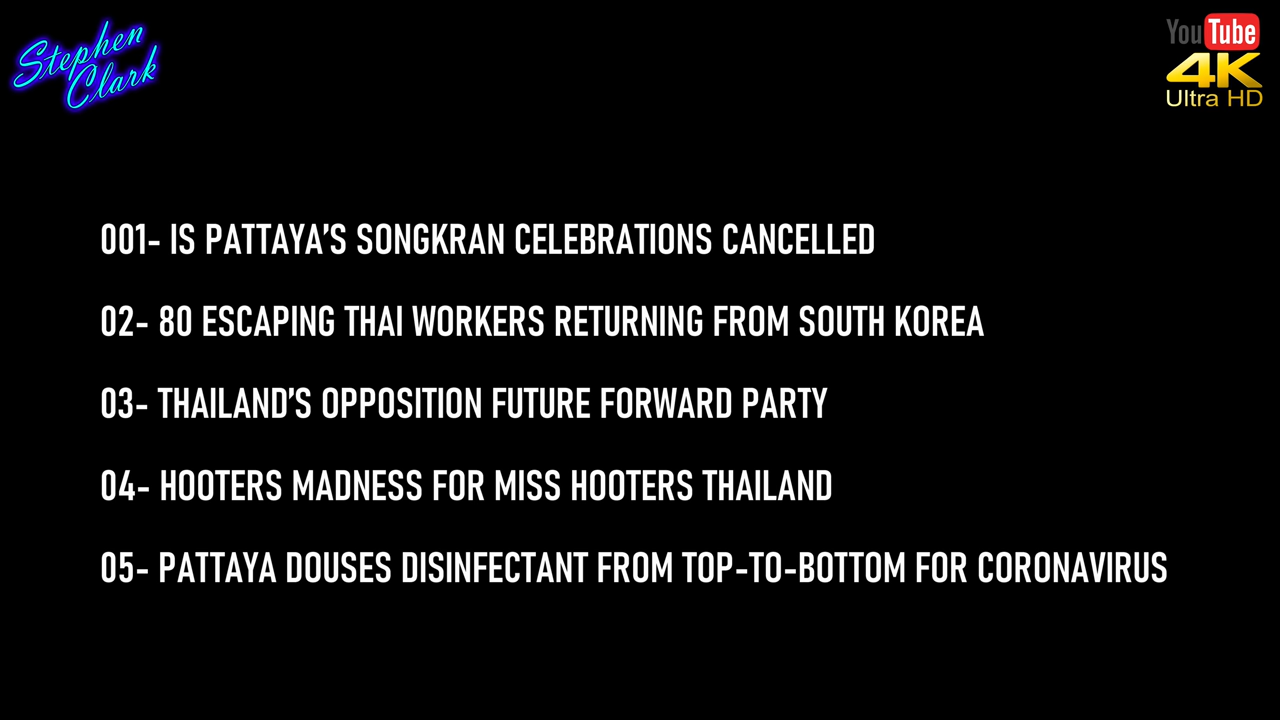 Stephen
Clark
YouTube
4K
Ultra HD
001- IS PATTAYA’S SONGKRAN CELEBRATIONS CANCELLED
02- 80 ESCAPING THAI WORKERS RETURNING FROM SOUTH KOREA
03- THAILAND’S OPPOSITION FUTURE FORWARD PARTY
04- HOOTERS MADNESS FOR MISS HOOTERS THAILAND
05- PATTAYA DOUSES DISINFECTANT FROM TOP-TO-BOTTOM FOR CORONAVIRUS